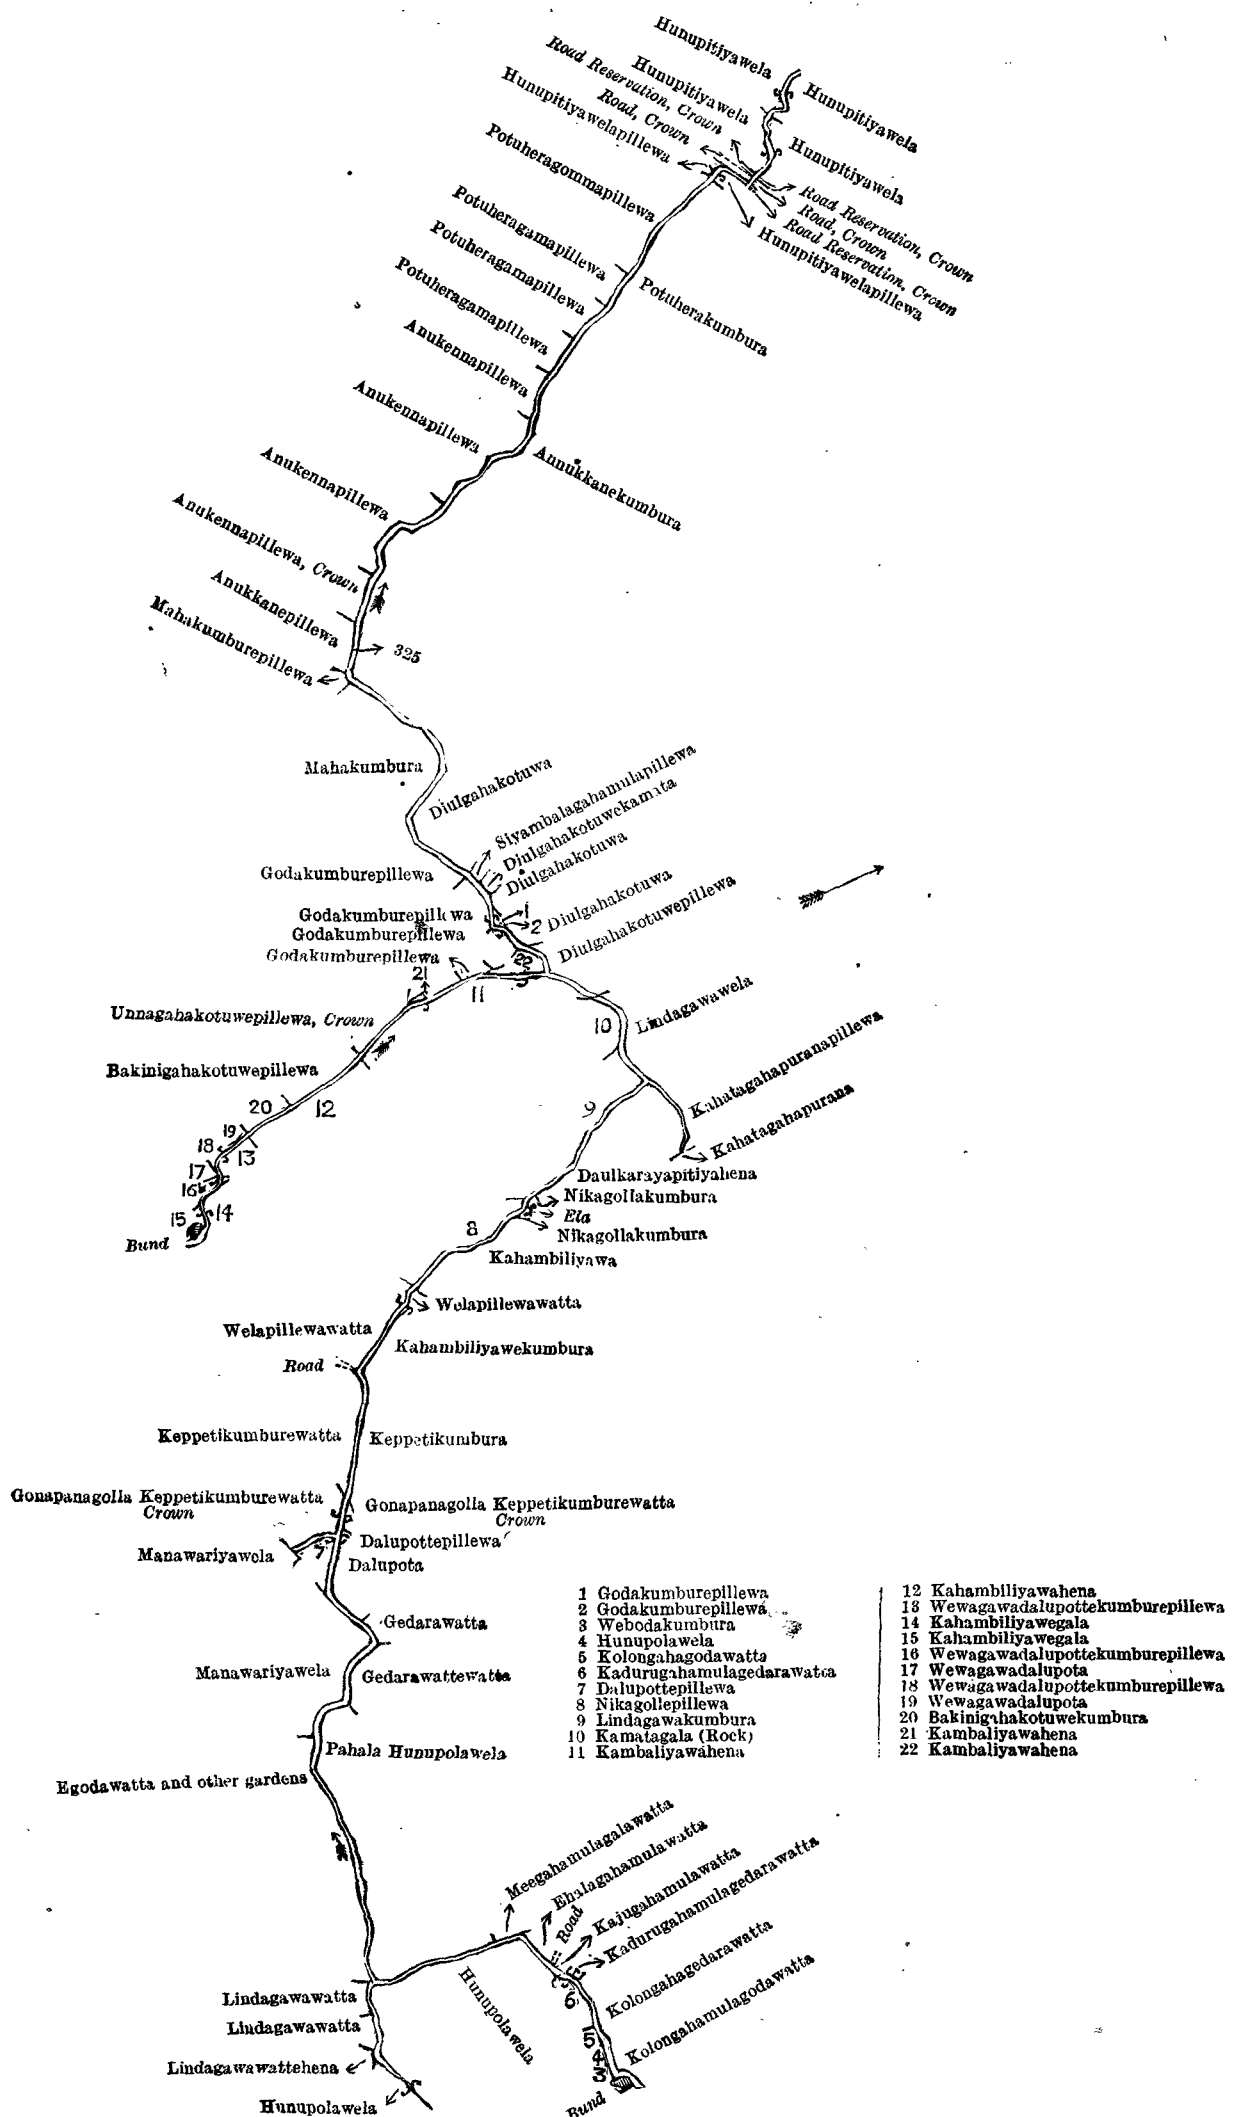 Hunupitiyawela
Hunupitiyawela
Road Reservation, Crown
Hunupitiyawela
Road, Crown
Hunupitiyawelapillewa
Hunupitiyawela
Road Reservation, Crown
Road, Crown
Road Reservation, Crown
Hunupitiyawelapillewa
Potuheragommapillewa
Potuheragamapillewa
Potuheragamapillewa
Potuherakumbura
Potuheragamapillewa
Anukennapillewa
Anukennapillewa
Annukkanekumbura
Anukennapillewa
Anukennapillewa, Crown
Anukkanepillewa
Mahakumburepillewa
325
Mahakumbura
Diulgahakotuwa
Siyambalagahamulapillewa
Diulgahakotuwekamata
Diulgahakotuwa
Godakumburepillewa
Godakumburepillewa
1
2
Diulgahakotuwa
Godakumburepillewa
Diulgahakotuwepillewa
Godakumburepillewa
22
21
11
Unnagahakotuwepillewa, Crown
10
Lindagawawela
Bakinigahakotuwepillewa
Kahatagahapuranapillewa
20
12
9
Kahatagahapurana
19
18
13
17
16
15
14
Bund
Daulkarayapitiyahena
Nikagollakumbura
Ela
Nikagollakumbura
8
Kahambiliyawa
Welapillewawatta
Welapillewawatta
Kahambiliyawekumbura
Road
Keppetikumburewatta
Keppetikumbura
Gonapanagolla Keppetikumburewatta
Crown
Gonapanagolla Keppetikumburewatta
Crown
Dalupottepillewa
Manawariyawela
7
Dalupota
Gedarawatta
Manawariyawela
Gedarawattewatta
Pahala Hunupolawela
Egodawatta and other gardens
1 Godakumburepillewa
2 Godakumburepillewa
3 Webodakumbura
4 Hunupolawela
5 Kolongahagodawatta
6 Kadurugahamulagedarawatta
7 Dalupottepillewa
8 Nikagollepillewa
9 Lindagawakumbura
10 Kamatagala (Rock)
11 Kambaliyawahena
12 Kahambiliyawahena
13 Wewagawadalupottekumburepillewa
14 Kahambiliyawegala
15 Kahambiliyawegala
16 Wewagawadalupottekumburepillewa
17 Wewagawadalupota
18 Wewagawadalupottekumburepillewa
19 Wewagawadalupota
20 Bakinigahakotuwekumbura
21 Kambaliyawahena
22 Kambaliyawahena
Meegahamulagalawatta
Ehalagahamulawatta
Road
Kajugahamulawatta
Kadurugahamulagedarawatta
Kolongahagedarawatta
Kolongahamulagodawatta
Hunupolawela
6
5
4
3
Bund
Lindagawawatta
Lindagawawatta
Lindagawawattehena
Hunupolawela